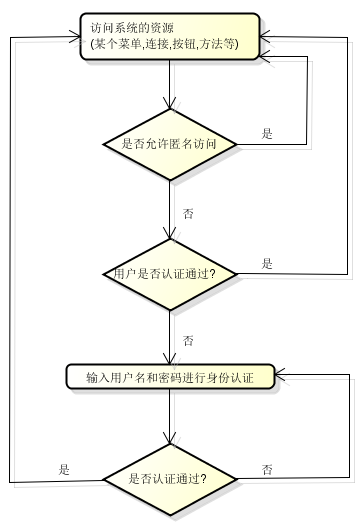 访问系统的资源
(某个菜单,连接,按钮,方法等)
是否允许匿名访问
是
否
用户是否认证通过?
是
否
输入用户名和密码进行身份认证
是否认证通过?
是
否